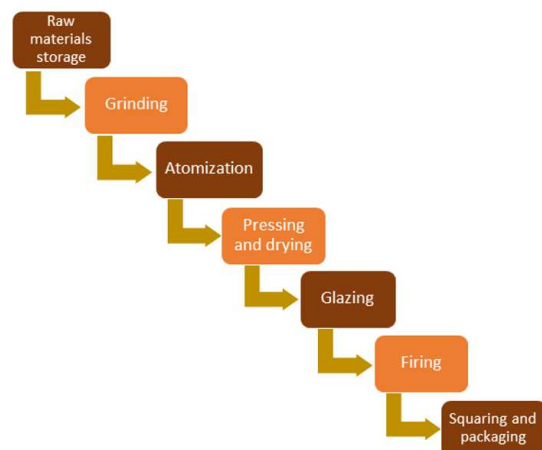 Raw
materials
storage
Grinding
Atomization
Pressing
and drying
Glazing
Firing
Squaring and
packaging